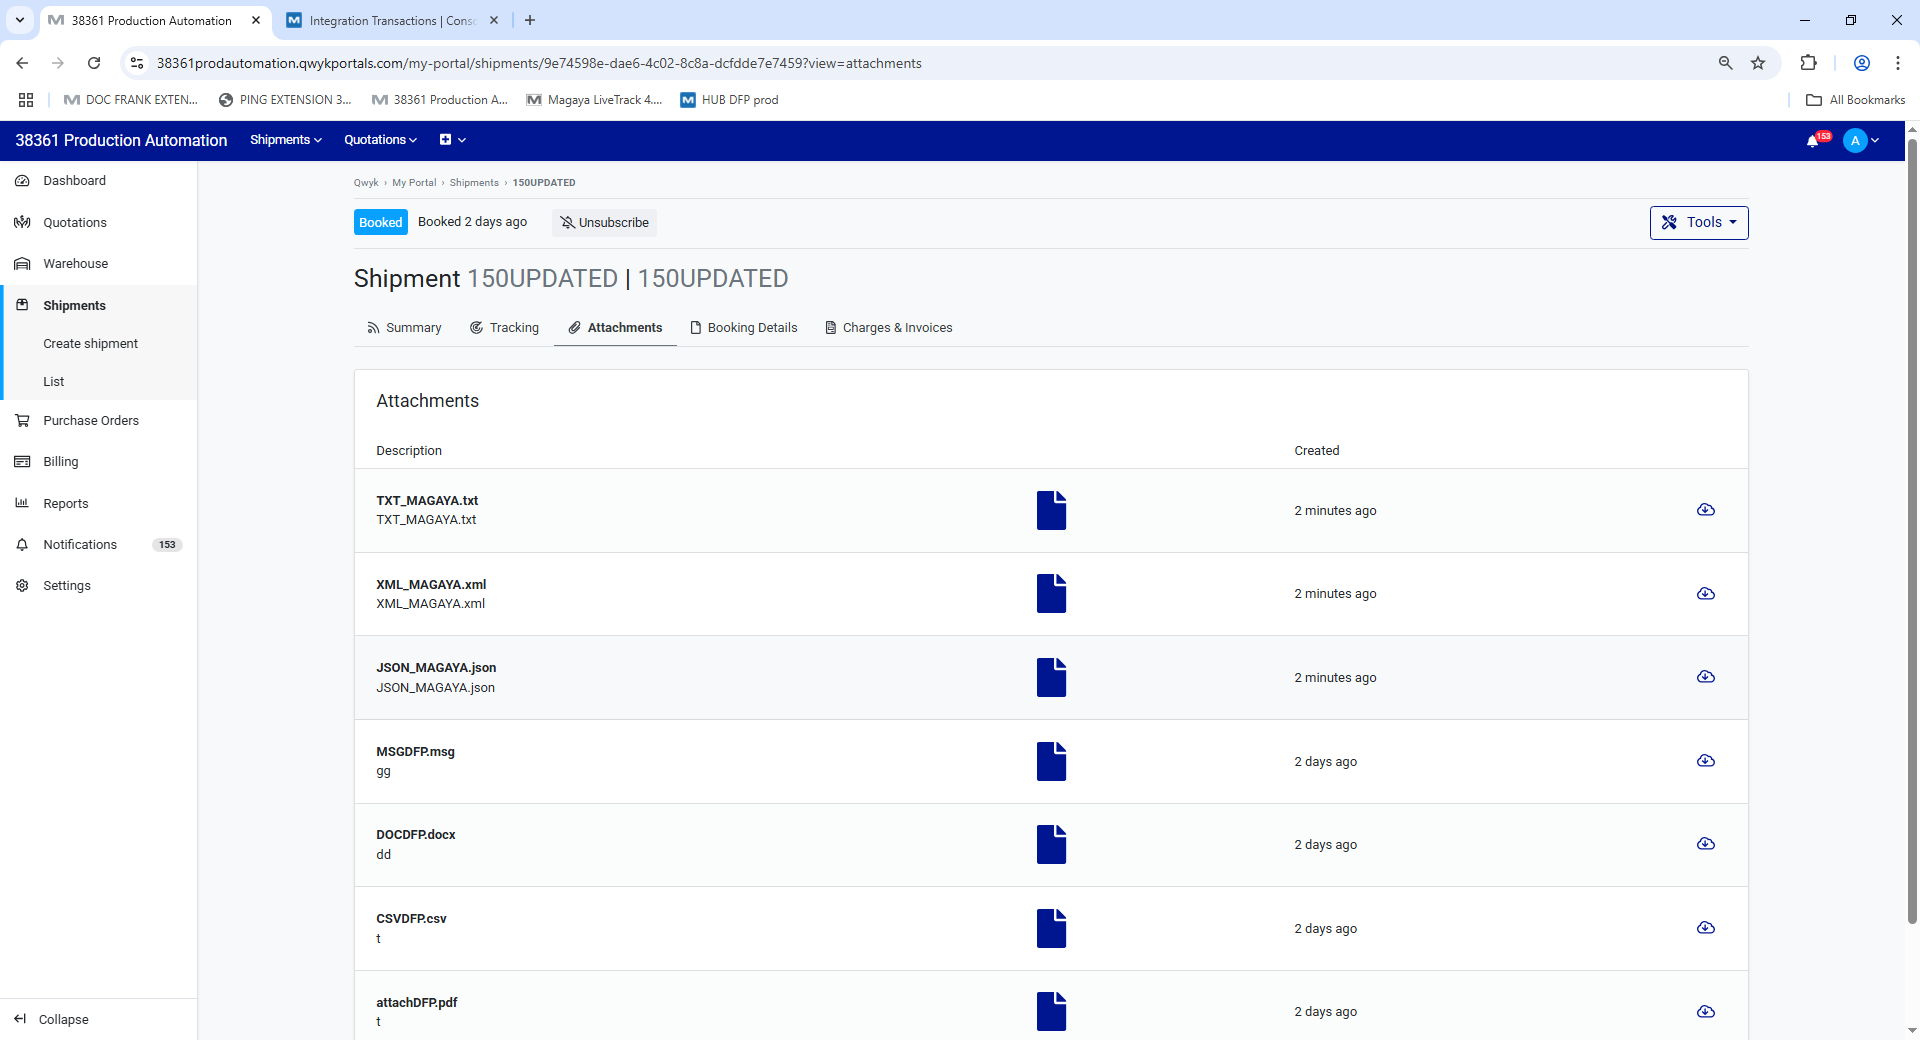 38361 Production Automation
Integration Transactions | Cons
38361prodautomation.qwykportals.com/my-portal/shipments/9e74598e-dae6-4c02-8c8a-dcfdde7e7459?view=attachments
DOC FRANK EXTEN...
PING EXTENSION 3...
38361 Production A...
Magaya LiveTrack 4....
HUB DFP prod
All Bookmarks
38361 Production Automation
Shipments
Quotations
153
A
Dashboard
Quotations
Warehouse
Shipments
Create shipment
List
Purchase Orders
Billing
Reports
Notifications 153
Settings
Collapse
Qwyk › My Portal › Shipments › 150UPDATED
Booked Booked 2 days ago Unsubscribe
Tools
Shipment 150UPDATED | 150UPDATED
Summary Tracking Attachments Booking Details Charges & Invoices
Attachments
Description Created
TXT_MAGAYA.txt
TXT_MAGAYA.txt
2 minutes ago
XML_MAGAYA.xml
XML_MAGAYA.xml
2 minutes ago
JSON_MAGAYA.json
JSON_MAGAYA.json
2 minutes ago
MSGDFP.msg
gg
2 days ago
DOCDFP.docx
dd
2 days ago
CSVDFP.csv
t
2 days ago
attachDFP.pdf
t
2 days ago